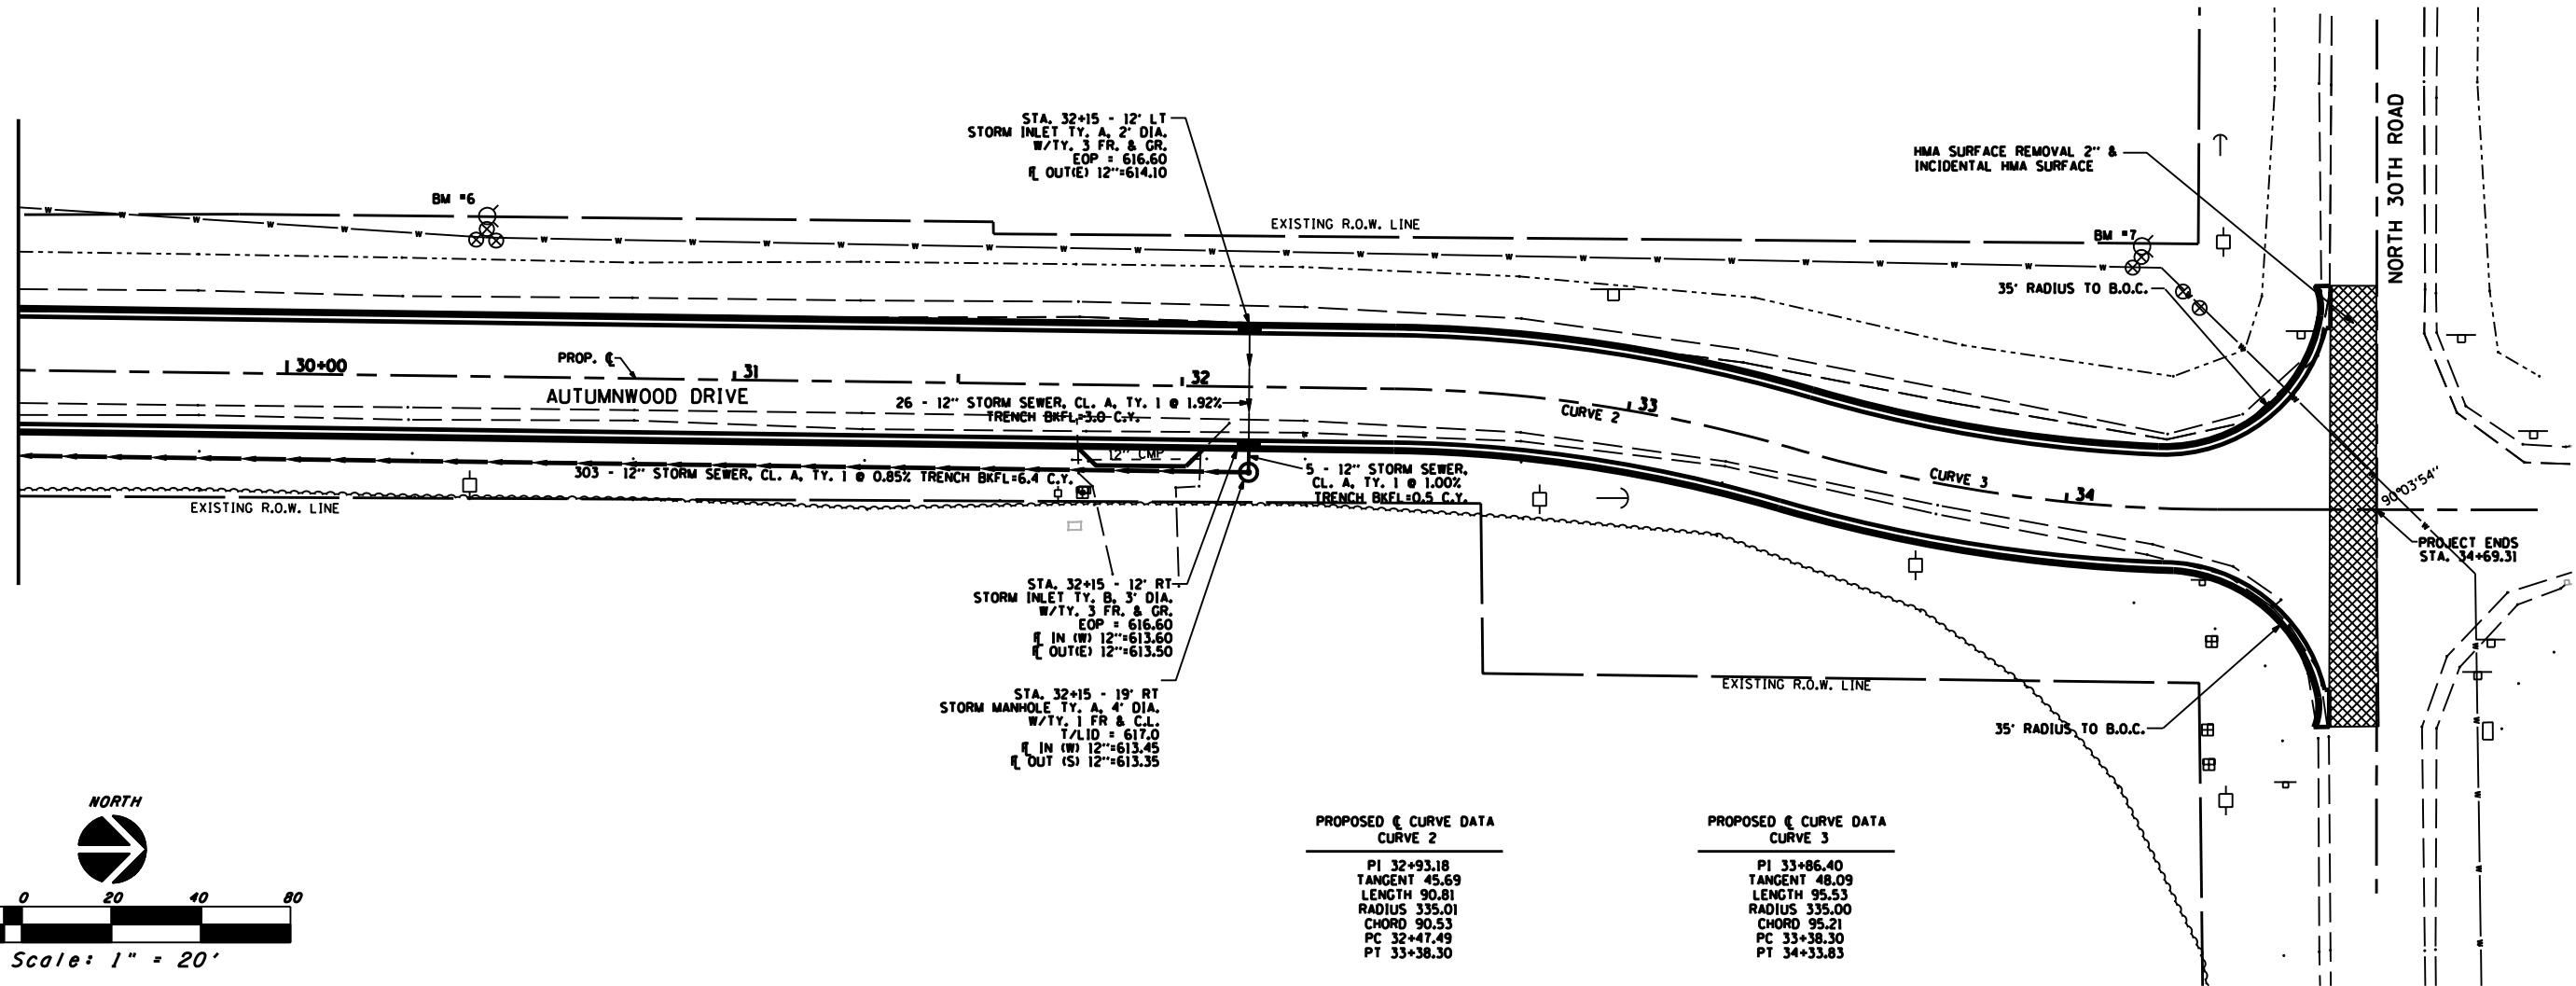 STA. 32+15 - 12' LT
STORM INLET TY. A, 2' DIA.
W/TY. 3 FR. & GR.
EOP = 616.60
℄ OUT(E) 12"=614.10
HMA SURFACE REMOVAL 2" &
INCIDENTAL HMA SURFACE
NORTH 30TH ROAD
BM #6
EXISTING R.O.W. LINE
BM #7
35' RADIUS TO B.O.C.
PROP. ℄
30+00
31
32
33
34
AUTUMNWOOD DRIVE
26 - 12" STORM SEWER, CL. A, TY. 1 @ 1.92%
TRENCH BKFL=3.0 C.Y.
CURVE 2
CURVE 3
12" CMP
303 - 12" STORM SEWER, CL. A, TY. 1 @ 0.85% TRENCH BKFL=6.4 C.Y.
5 - 12" STORM SEWER,
CL. A, TY. 1 @ 1.00%
TRENCH BKFL=0.5 C.Y.
90°03'54"
EXISTING R.O.W. LINE
PROJECT ENDS
STA. 34+69.31
STA. 32+15 - 12' RT
STORM INLET TY. B, 3' DIA.
W/TY. 3 FR. & GR.
EOP = 616.60
℄ IN (W) 12"=613.60
℄ OUT(E) 12"=613.50
EXISTING R.O.W. LINE
STA. 32+15 - 19' RT
STORM MANHOLE TY. A, 4' DIA.
W/TY. 1 FR & C.L.
T/LID = 617.0
℄ IN (W) 12"=613.45
℄ OUT (S) 12"=613.35
35' RADIUS TO B.O.C.
NORTH
0 20 40 80
Scale: 1" = 20'
PROPOSED ℄ CURVE DATA
CURVE 2
PI 32+93.18
TANGENT 45.69
LENGTH 90.81
RADIUS 335.01
CHORD 90.53
PC 32+47.49
PT 33+38.30
PROPOSED ℄ CURVE DATA
CURVE 3
PI 33+86.40
TANGENT 48.09
LENGTH 95.53
RADIUS 335.00
CHORD 95.21
PC 33+38.30
PT 34+33.83